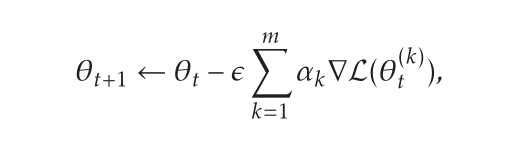 θ_{t+1} ← θ_t − ϵ ∑_{k=1}^{m} α_k ∇ℒ(θ_t^{(k)}),